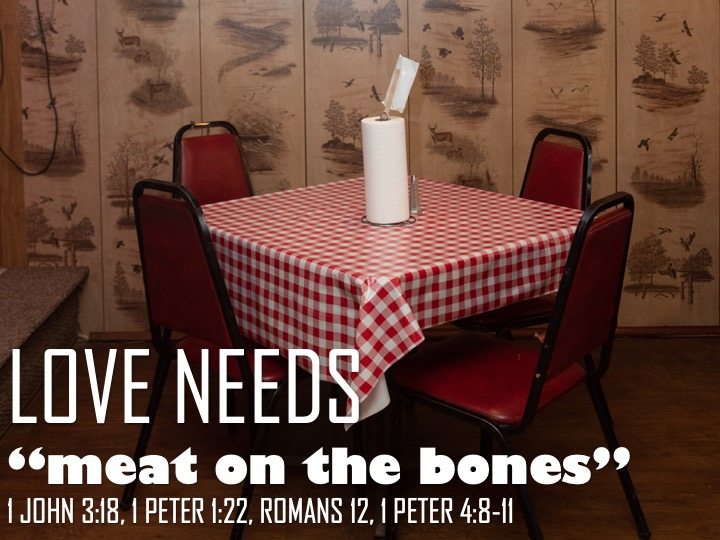 LOVE NEEDS
“meat on the bones”
1 JOHN 3:18, 1 PETER 1:22, ROMANS 12, 1 PETER 4:8-11